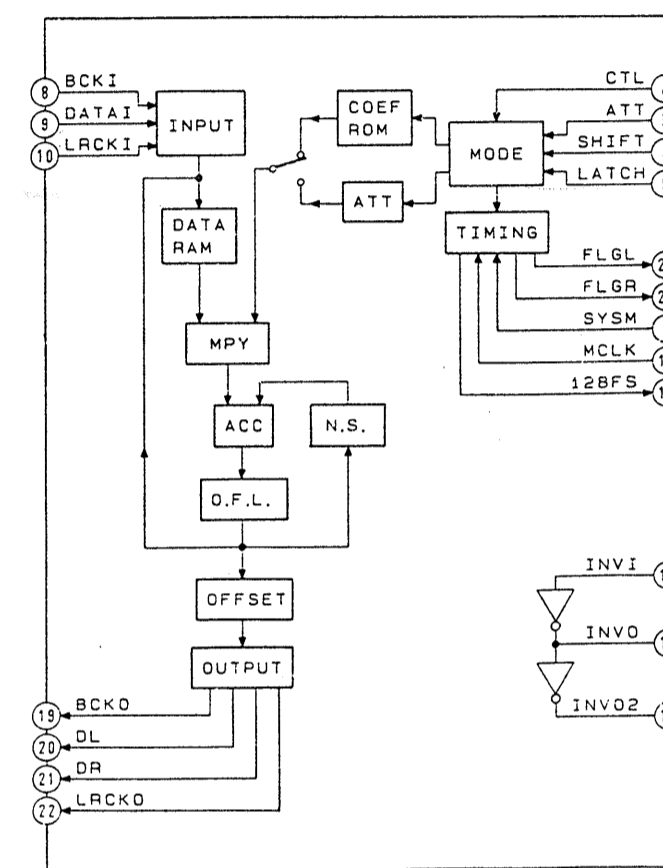 8 BCKI
9 DATAI
10 LRCKI
INPUT
COEF
ROM
MODE
CTL
ATT
SHIFT
LATCH
ATT
DATA
RAM
TIMING
FLGL
FLGR
SYSM
MCLK
128FS
MPY
ACC
N.S.
O.F.L.
OFFSET
OUTPUT
INVI
INVO
INVO2
19 BCKO
20 DL
21 DR
22 LRCKO